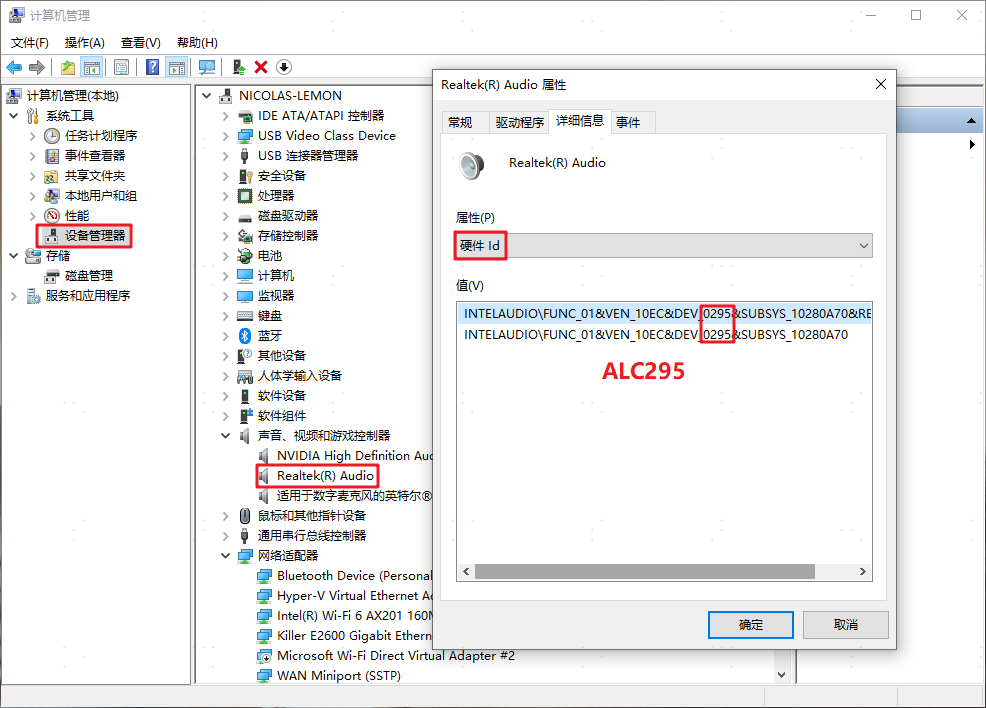 计算机管理
文件(F) 操作(A) 查看(V) 帮助(H)
计算机管理(本地)
系统工具
任务计划程序
事件查看器
共享文件夹
本地用户和组
性能
设备管理器
存储
磁盘管理
服务和应用程序
NICOLAS-LEMON
IDE ATA/ATAPI 控制器
USB Video Class Device
USB 连接器管理器
安全设备
处理器
磁盘驱动器
存储控制器
电池
计算机
监视器
键盘
蓝牙
其他设备
人体学输入设备
软件设备
软件组件
声音、视频和游戏控制器
NVIDIA High Definition Aud
Realtek(R) Audio
适用于数字麦克风的英特尔®
鼠标和其他指针设备
通用串行总线控制器
网络适配器
Bluetooth Device (Personal
Hyper-V Virtual Ethernet Ad
Intel(R) Wi-Fi 6 AX201 160M
Killer E2600 Gigabit Ethern
Microsoft Wi-Fi Direct Virtual Adapter #2
WAN Miniport (SSTP)
Realtek(R) Audio 属性
常规 驱动程序 详细信息 事件
Realtek(R) Audio
属性(P)
硬件 Id
值(V)
INTELAUDIO\FUNC_01&VEN_10EC&DEV_0295&SUBSYS_10280A70&RE
INTELAUDIO\FUNC_01&VEN_10EC&DEV_0295&SUBSYS_10280A70
ALC295
确定 取消